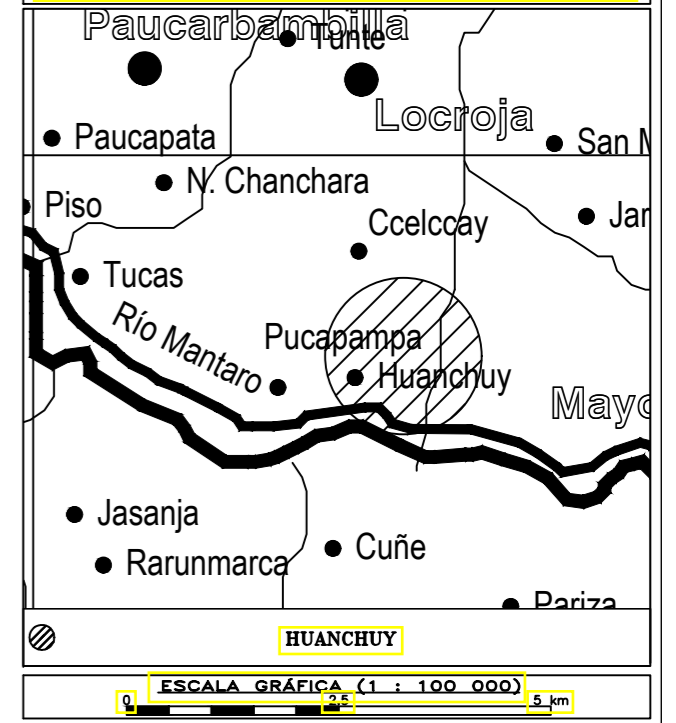 Paucarbambilla
Tunte
Locroja
Paucapata
San M
N. Chanchara
Piso
Jar
Ccelccay
Tucas
Río Mantaro
Pucapampa
Huanchuy
Mayo
Jasanja
Cuñe
Rarunmarca
Pariza
HUANCHUY
ESCALA GRÁFICA (1 : 100 000)
0 2.5 5 km